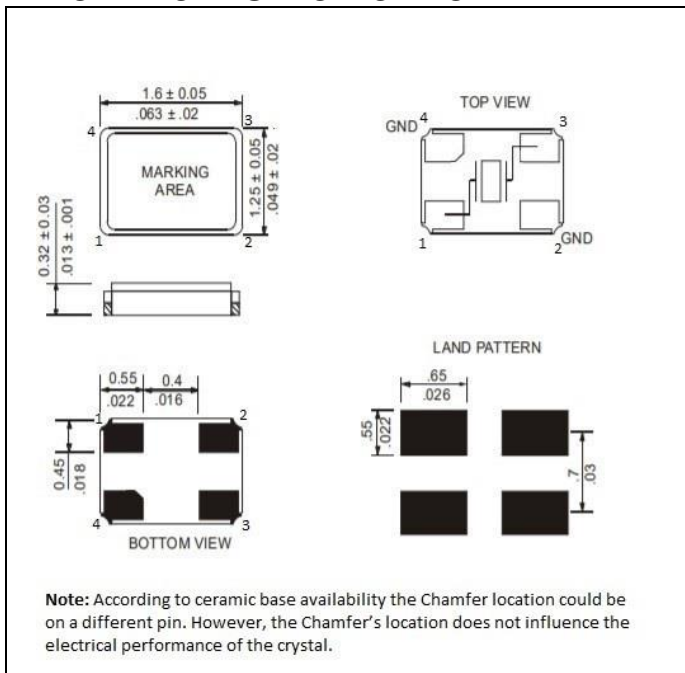 1.6 ± 0.05
.063 ± .02
4
3
MARKING
AREA
1.25 ± 0.05
.049 ± .02
1
2
0.32 ± 0.03
.013 ± .001
TOP VIEW
GND 4
3
1
2 GND
0.55 0.4
.022 .016
1
2
0.45
.018
4
3
BOTTOM VIEW
LAND PATTERN
.65
.026
.55
.022
.7
.03
Note: According to ceramic base availability the Chamfer location could be
on a different pin. However, the Chamfer's location does not influence the
electrical performance of the crystal.